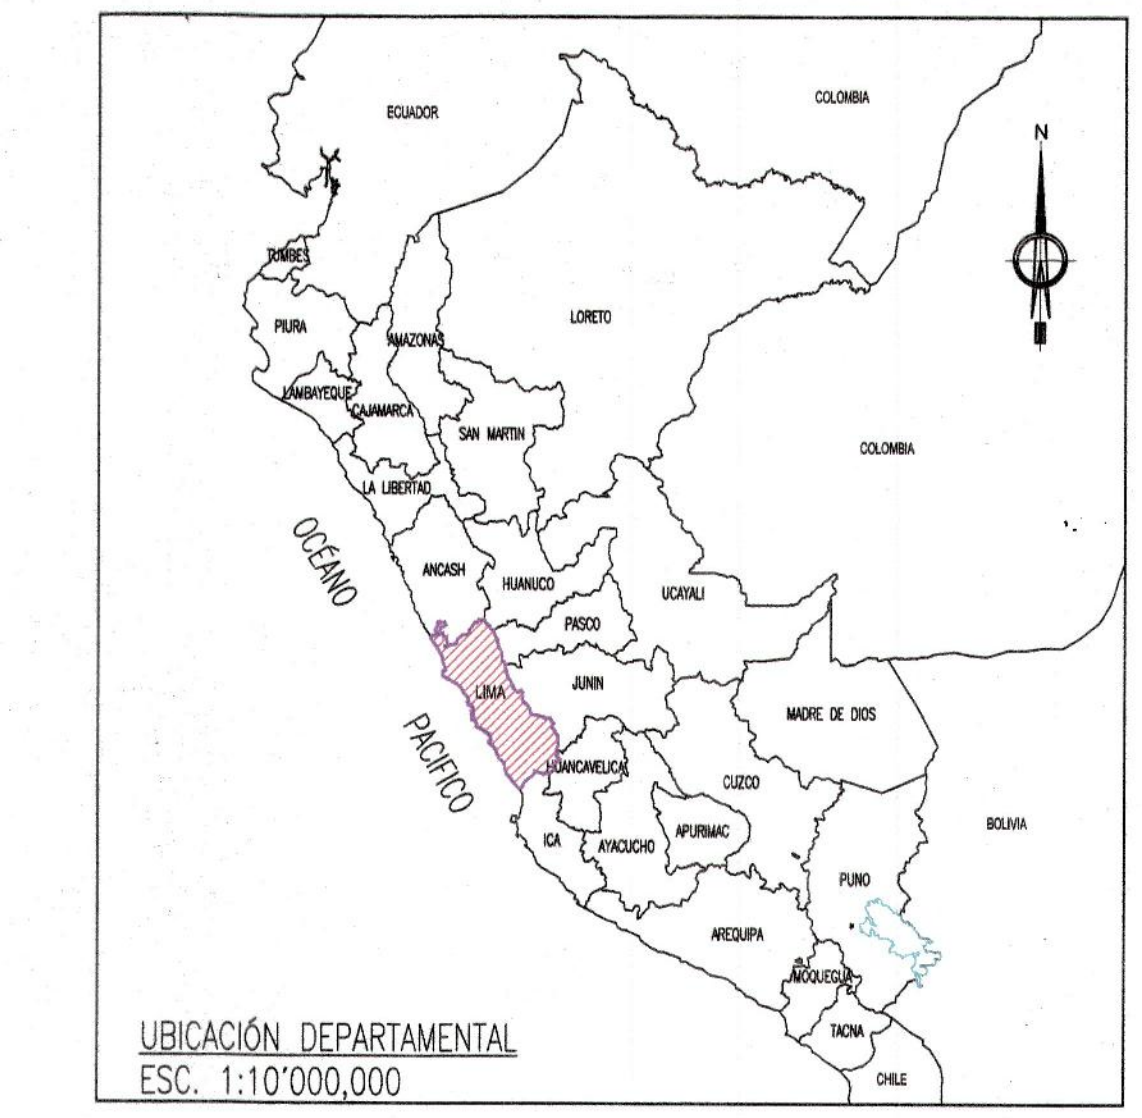 ECUADOR
COLOMBIA
N
TUMBES
PIURA
AMAZONAS
LORETO
LAMBAYEQUE
CAJAMARCA
SAN MARTIN
COLOMBIA
LA LIBERTAD
OCÉANO
ANCASH
HUANUCO
UCAYALI
PASCO
LIMA
JUNIN
MADRE DE DIOS
PACIFICO
HUANCAVELICA
CUZCO
BOLIVIA
ICA
AYACUCHO
APURIMAC
PUNO
AREQUIPA
MOQUEGUA
TACNA
CHILE
UBICACIÓN DEPARTAMENTAL
ESC. 1:10'000,000